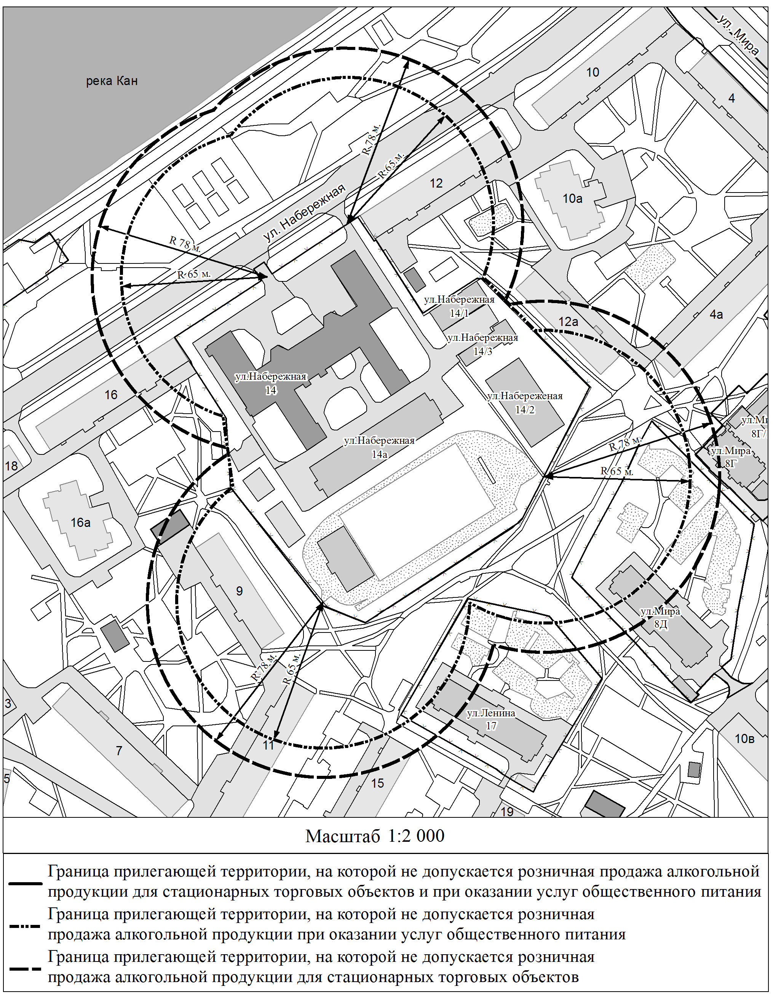 ул. Мира
река Кан
10
4
R 78 м.
R 65 м.
12
10а
ул. Набережная
R 78 м.
R 65 м.
ул.Набережная
14/1
12а
4а
ул.Набережная
14/3
ул.Набережная
14
16
ул.Набереженая
14/2
ул.Ми
8Г/
ул.Набережная
14а
R 78 м.
ул.Мира
8Г
18
R 65 м.
16а
9
ул.Мира
8Д
R 78 м.
R 65 м.
3
ул.Ленина
17
7
11
10в
5
15
19
Масштаб 1:2 000
Граница прилегающей территории, на которой не допускается розничная продажа алкогольной
продукции для стационарных торговых объектов и при оказании услуг общественного питания
Граница прилегающей территории, на которой не допускается розничная
продажа алкогольной продукции при оказании услуг общественного питания
Граница прилегающей территории, на которой не допускается розничная
продажа алкогольной продукции для стационарных торговых объектов